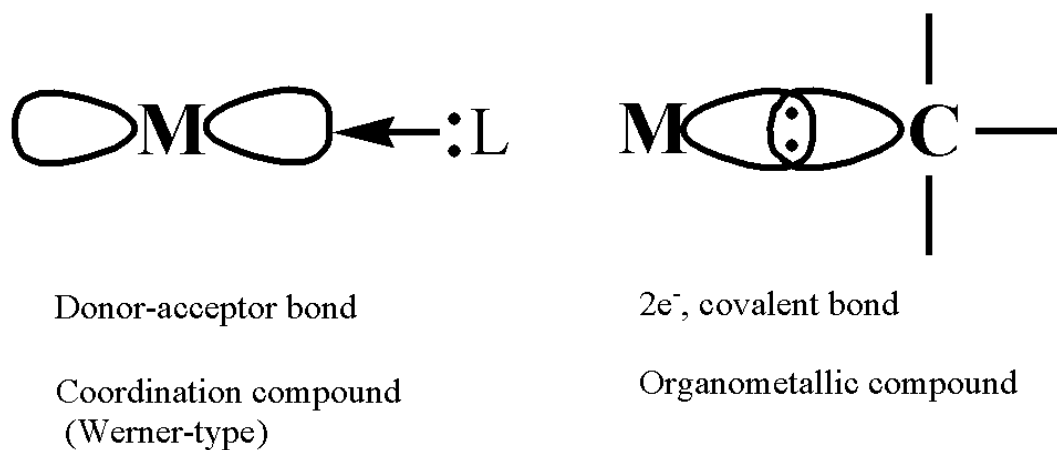 M :L
M : C
Donor-acceptor bond
2e⁻, covalent bond
Coordination compound
(Werner-type)
Organometallic compound